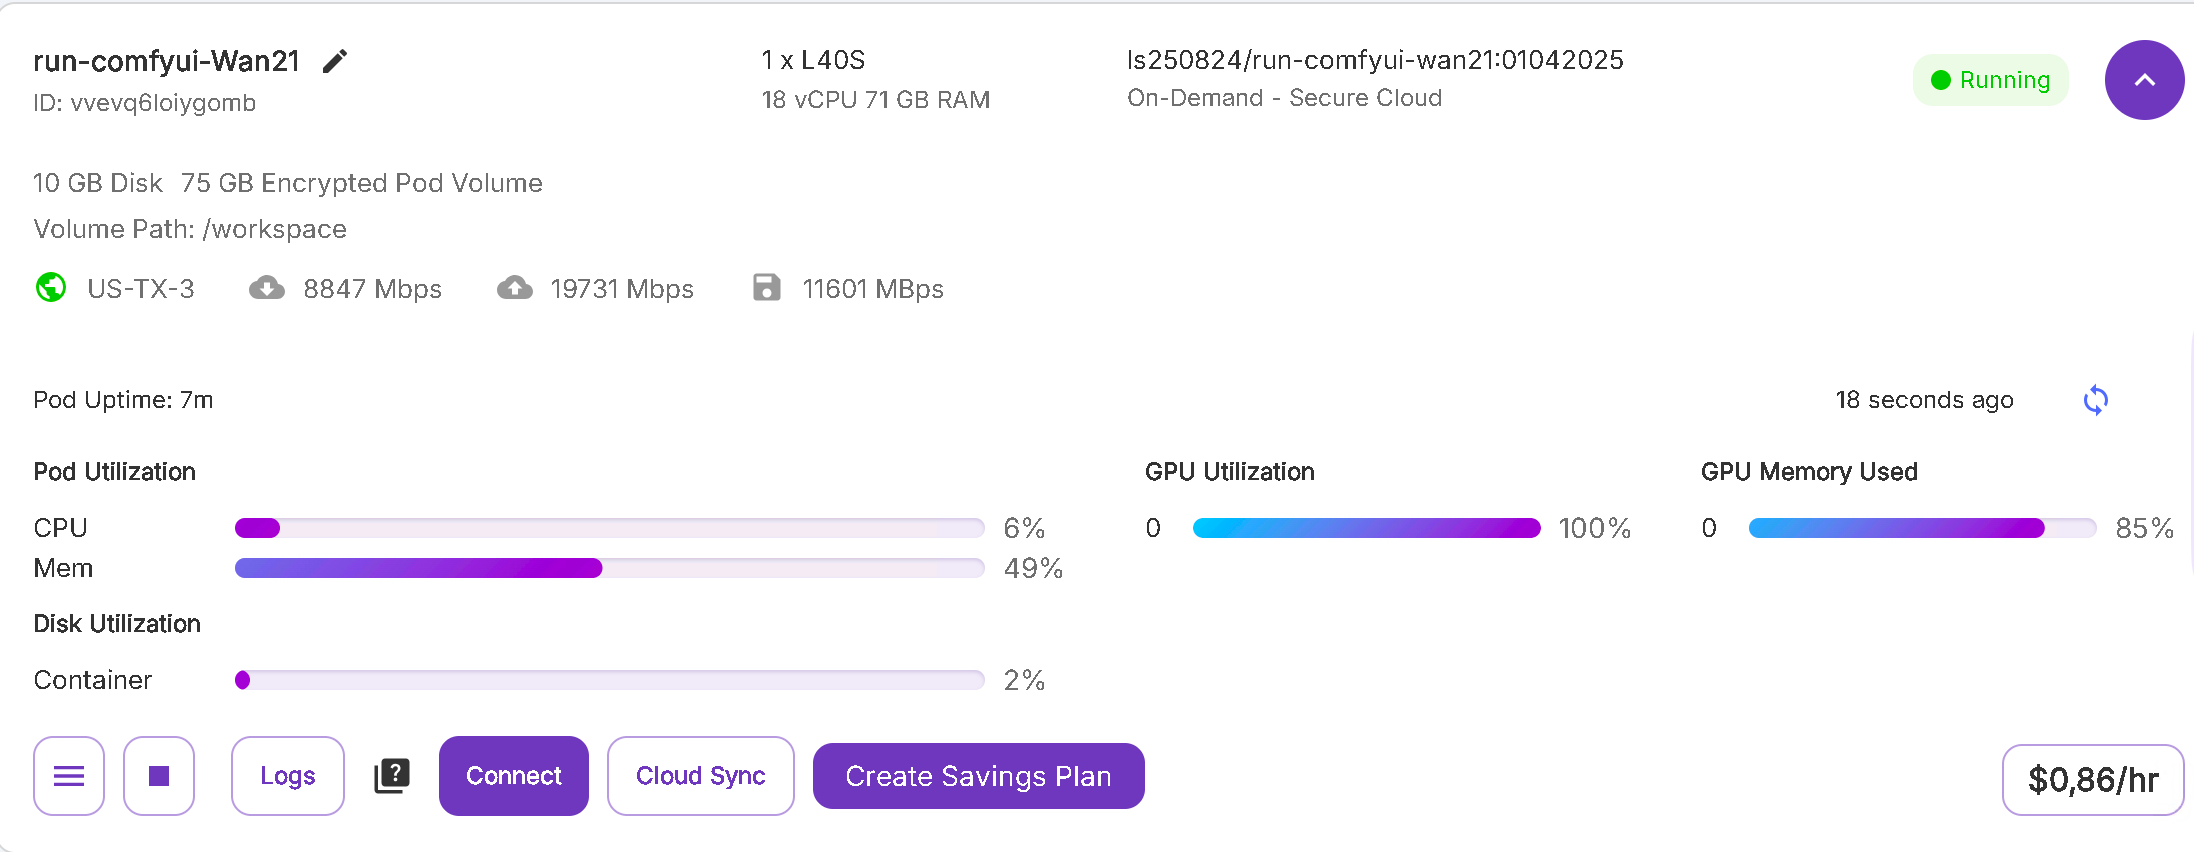 run-comfyui-Wan21
ID: vvevq6loiygomb
1 x L40S
18 vCPU 71 GB RAM
ls250824/run-comfyui-wan21:01042025
On-Demand - Secure Cloud
Running
10 GB Disk 75 GB Encrypted Pod Volume
Volume Path: /workspace
US-TX-3 8847 Mbps 19731 Mbps 11601 MBps
Pod Uptime: 7m
18 seconds ago
Pod Utilization
CPU 6%
Mem 49%
GPU Utilization
0 100%
GPU Memory Used
0 85%
Disk Utilization
Container 2%
Logs ? Connect Cloud Sync Create Savings Plan
$0,86/hr